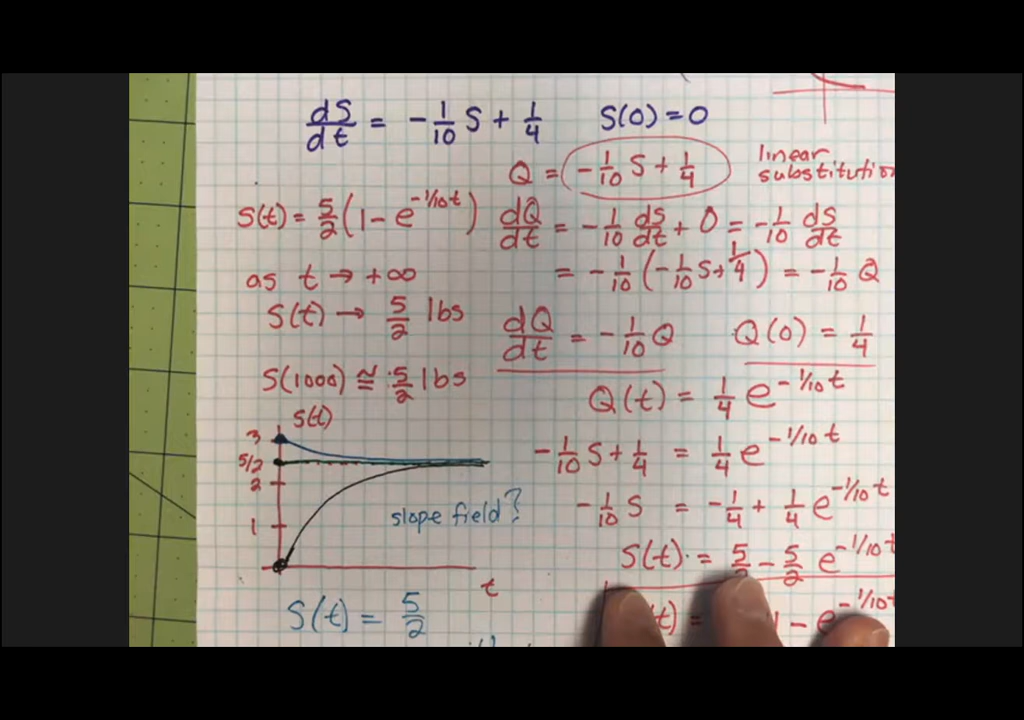 dS/dt = -1/10 S + 1/4    S(0) = 0
Q = -1/10 S + 1/4    linear substitution
S(t) = 5/2 (1 - e^{-1/10 t})
as t → +∞
S(t) → 5/2 lbs
S(1000) ≅ 5/2 lbs
dQ/dt = -1/10 dS/dt + 0 = -1/10 dS/dt
= -1/10 (-1/10 S + 1/4) = -1/10 Q
dQ/dt = -1/10 Q    Q(0) = 1/4
Q(t) = 1/4 e^{-1/10 t}
-1/10 S + 1/4 = 1/4 e^{-1/10 t}
-1/10 S = -1/4 + 1/4 e^{-1/10 t}
S(t) = 5/2 - 5/2 e^{-1/10 t}
(t) = 1 - e^{-1/10 t}
S(t)
3
5/2
2
1
slope field?
t
S(t) = 5/2